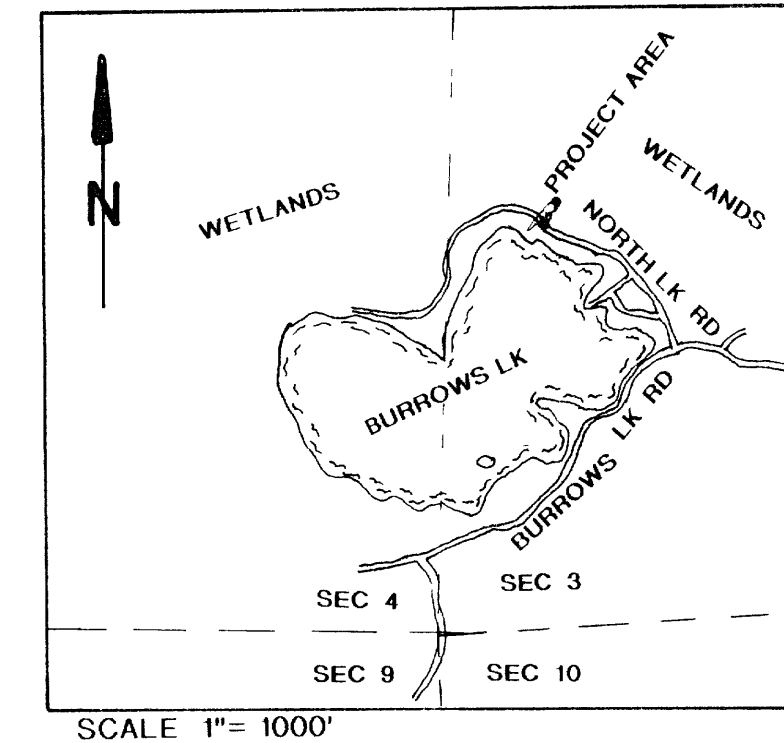 PROJECT AREA
WETLANDS
WETLANDS
N
NORTH LK RD
BURROWS LK
BURROWS LK RD
SEC 4
SEC 3
SEC 9
SEC 10
SCALE 1"= 1000'